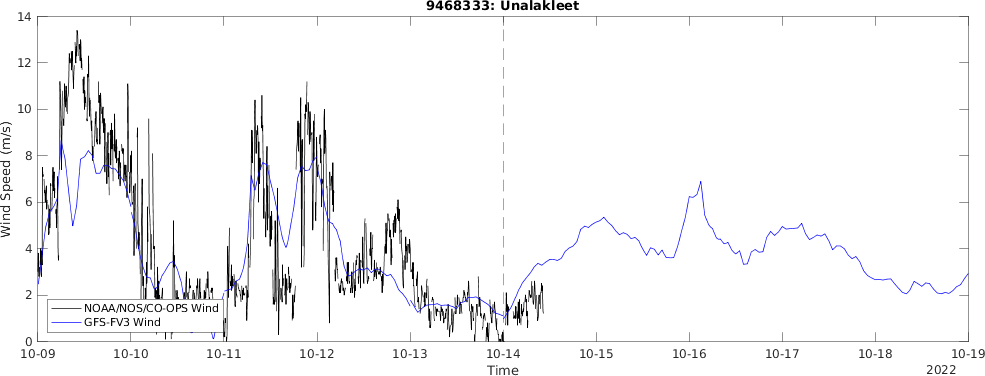 9468333: Unalakleet
14
12
10
8
6
4
2
0
Wind Speed (m/s)
NOAA/NOS/CO-OPS Wind
GFS-FV3 Wind
10-09 10-10 10-11 10-12 10-13 10-14 10-15 10-16 10-17 10-18 10-19
Time
2022